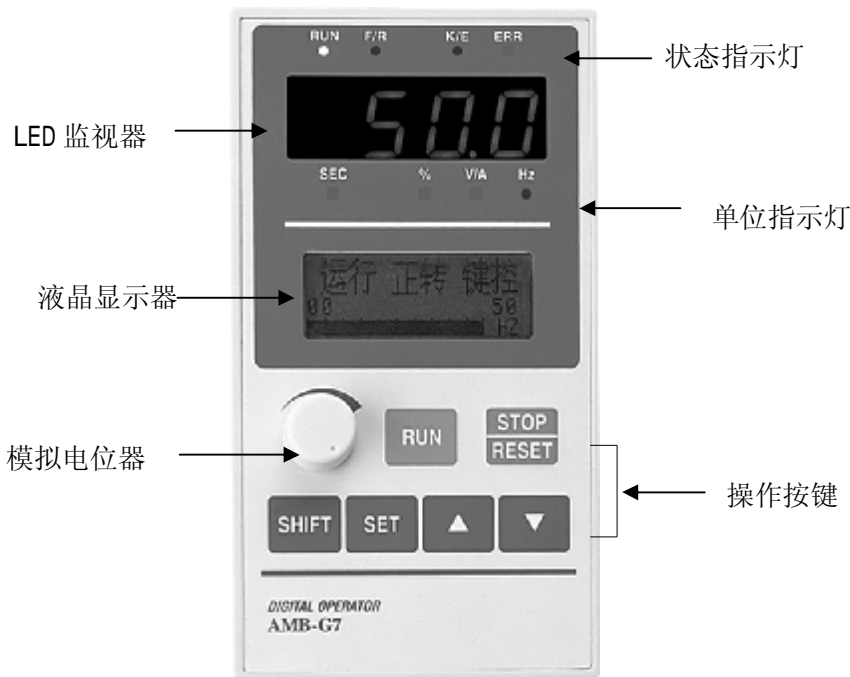 RUN F/R K/E ERR
状态指示灯
50.0
LED 监视器
SEC % V/A Hz
单位指示灯
运行 正转 键控
00 50
HZ
液晶显示器
模拟电位器
RUN
STOP
RESET
操作按键
SHIFT SET ▲ ▼
DIGITAL OPERATOR
AMB-G7